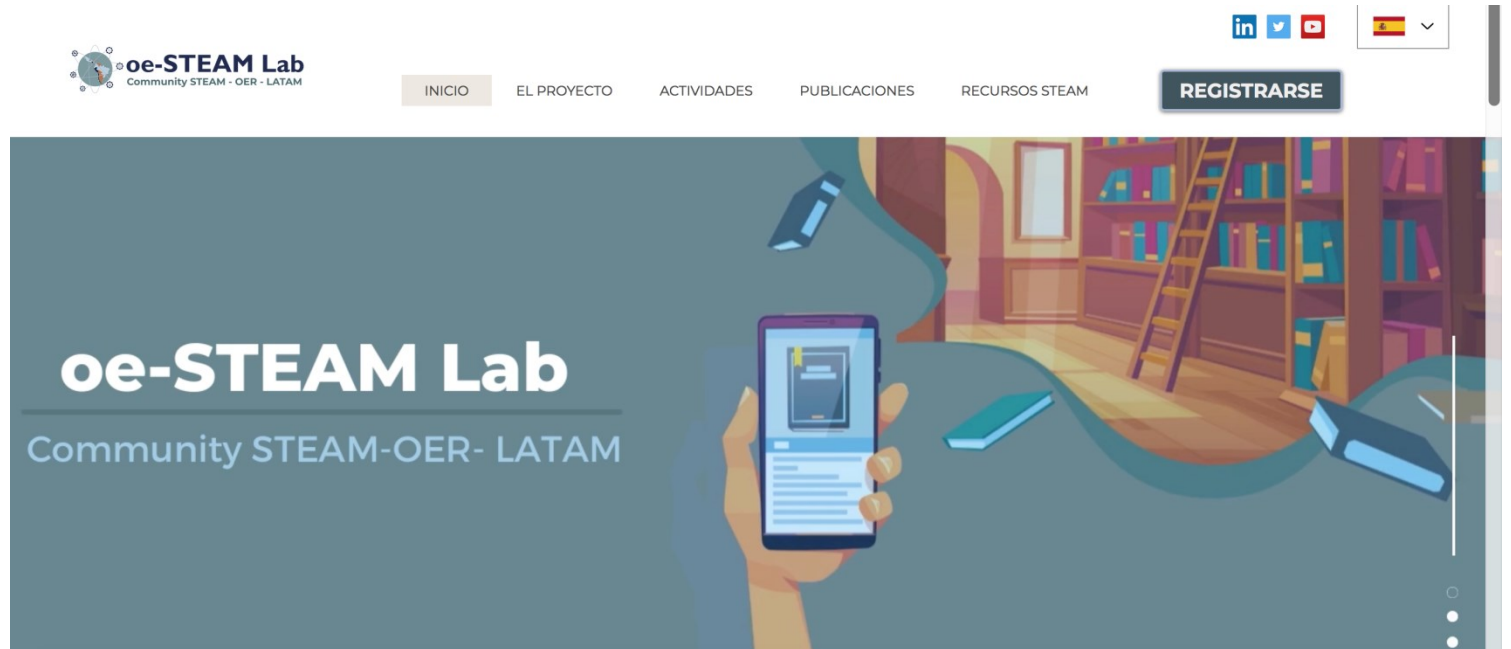 oe-STEAM Lab
Community STEAM - OER - LATAM
INICIO EL PROYECTO ACTIVIDADES PUBLICACIONES RECURSOS STEAM REGISTRARSE
oe-STEAM Lab
Community STEAM-OER- LATAM